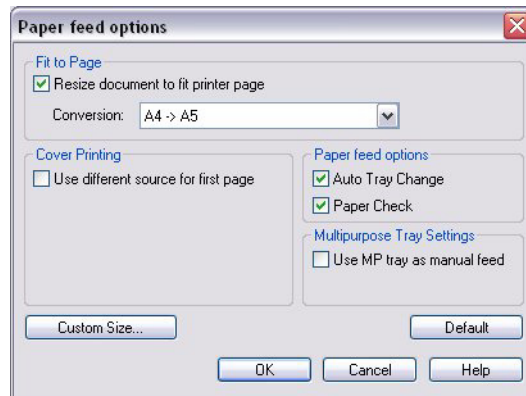 Paper feed options
Fit to Page
Resize document to fit printer page
Conversion: A4 -> A5
Cover Printing
Use different source for first page
Paper feed options
Auto Tray Change
Paper Check
Multipurpose Tray Settings
Use MP tray as manual feed
Custom Size...
Default
OK
Cancel
Help